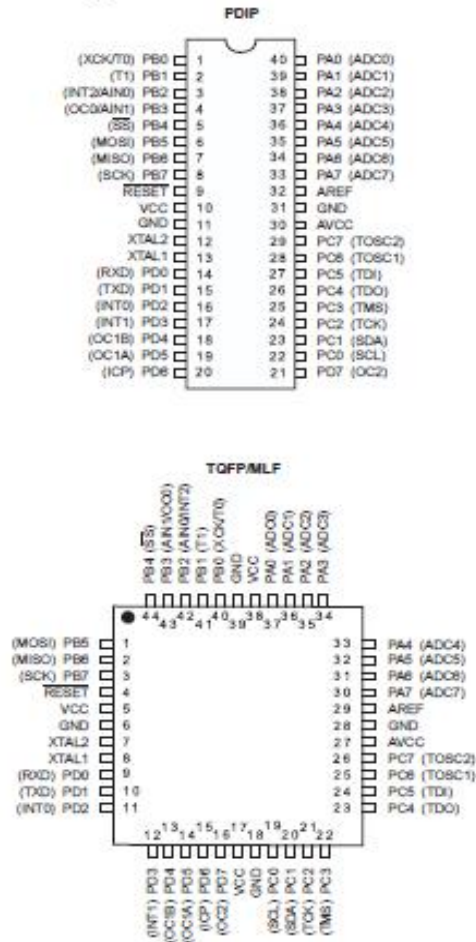 PDIP
(XCK/T0) PB0 1 40 PA0 (ADC0)
(T1) PB1 2 39 PA1 (ADC1)
(INT2/AIN0) PB2 3 38 PA2 (ADC2)
(OC0/AIN1) PB3 4 37 PA3 (ADC3)
(SS) PB4 5 36 PA4 (ADC4)
(MOSI) PB5 6 35 PA5 (ADC5)
(MISO) PB6 7 34 PA6 (ADC6)
(SCK) PB7 8 33 PA7 (ADC7)
RESET 9 32 AREF
VCC 10 31 GND
GND 11 30 AVCC
XTAL2 12 29 PC7 (TOSC2)
XTAL1 13 28 PC6 (TOSC1)
(RXD) PD0 14 27 PC5 (TDI)
(TXD) PD1 15 26 PC4 (TDO)
(INT0) PD2 16 25 PC3 (TMS)
(INT1) PD3 17 24 PC2 (TCK)
(OC1B) PD4 18 23 PC1 (SDA)
(OC1A) PD5 19 22 PC0 (SCL)
(ICP) PD6 20 21 PD7 (OC2)
TQFP/MLF
PB4 (SS)
PB3 (AIN1/OC0)
PB2 (AIN0/INT2)
PB1 (T1)
PB0 (XCK/T0)
GND
VCC
PA0 (ADC0)
PA1 (ADC1)
PA2 (ADC2)
PA3 (ADC3)
44 43 42 41 40 39 38 37 36 35 34
(MOSI) PB5 1 33 PA4 (ADC4)
(MISO) PB6 2 32 PA5 (ADC5)
(SCK) PB7 3 31 PA6 (ADC6)
RESET 4 30 PA7 (ADC7)
VCC 5 29 AREF
GND 6 28 GND
XTAL2 7 27 AVCC
XTAL1 8 26 PC7 (TOSC2)
(RXD) PD0 9 25 PC6 (TOSC1)
(TXD) PD1 10 24 PC5 (TDI)
(INT0) PD2 11 23 PC4 (TDO)
12 13 14 15 16 17 18 19 20 21 22
(INT1) PD3
(OC1B) PD4
(OC1A) PD5
(ICP) PD6
(OC2) PD7
VCC
GND
(SCL) PC0
(SDA) PC1
(TCK) PC2
(TMS) PC3